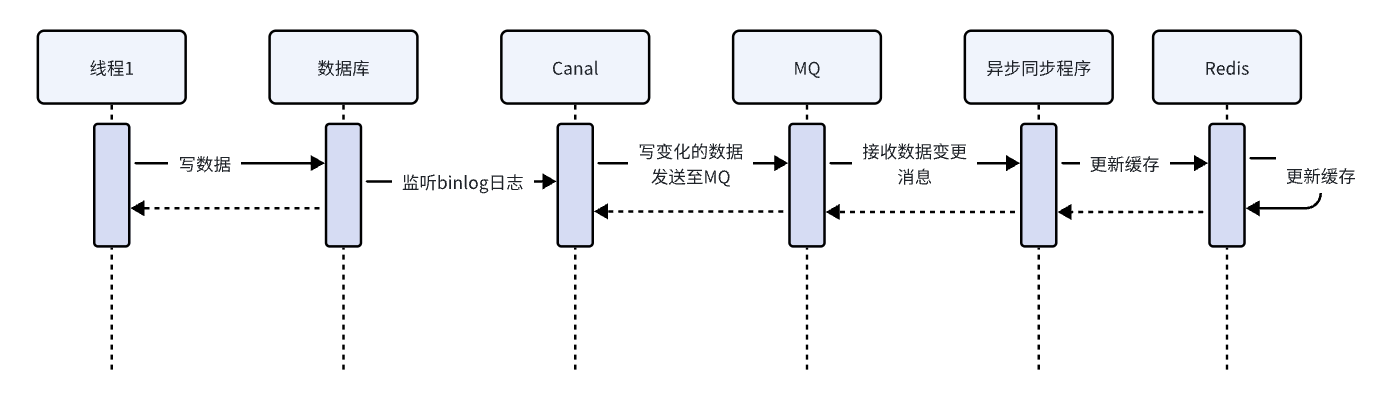 线程1
数据库
Canal
MQ
异步同步程序
Redis
写数据
监听binlog日志
写变化的数据
发送至MQ
接收数据变更
消息
更新缓存
更新缓存